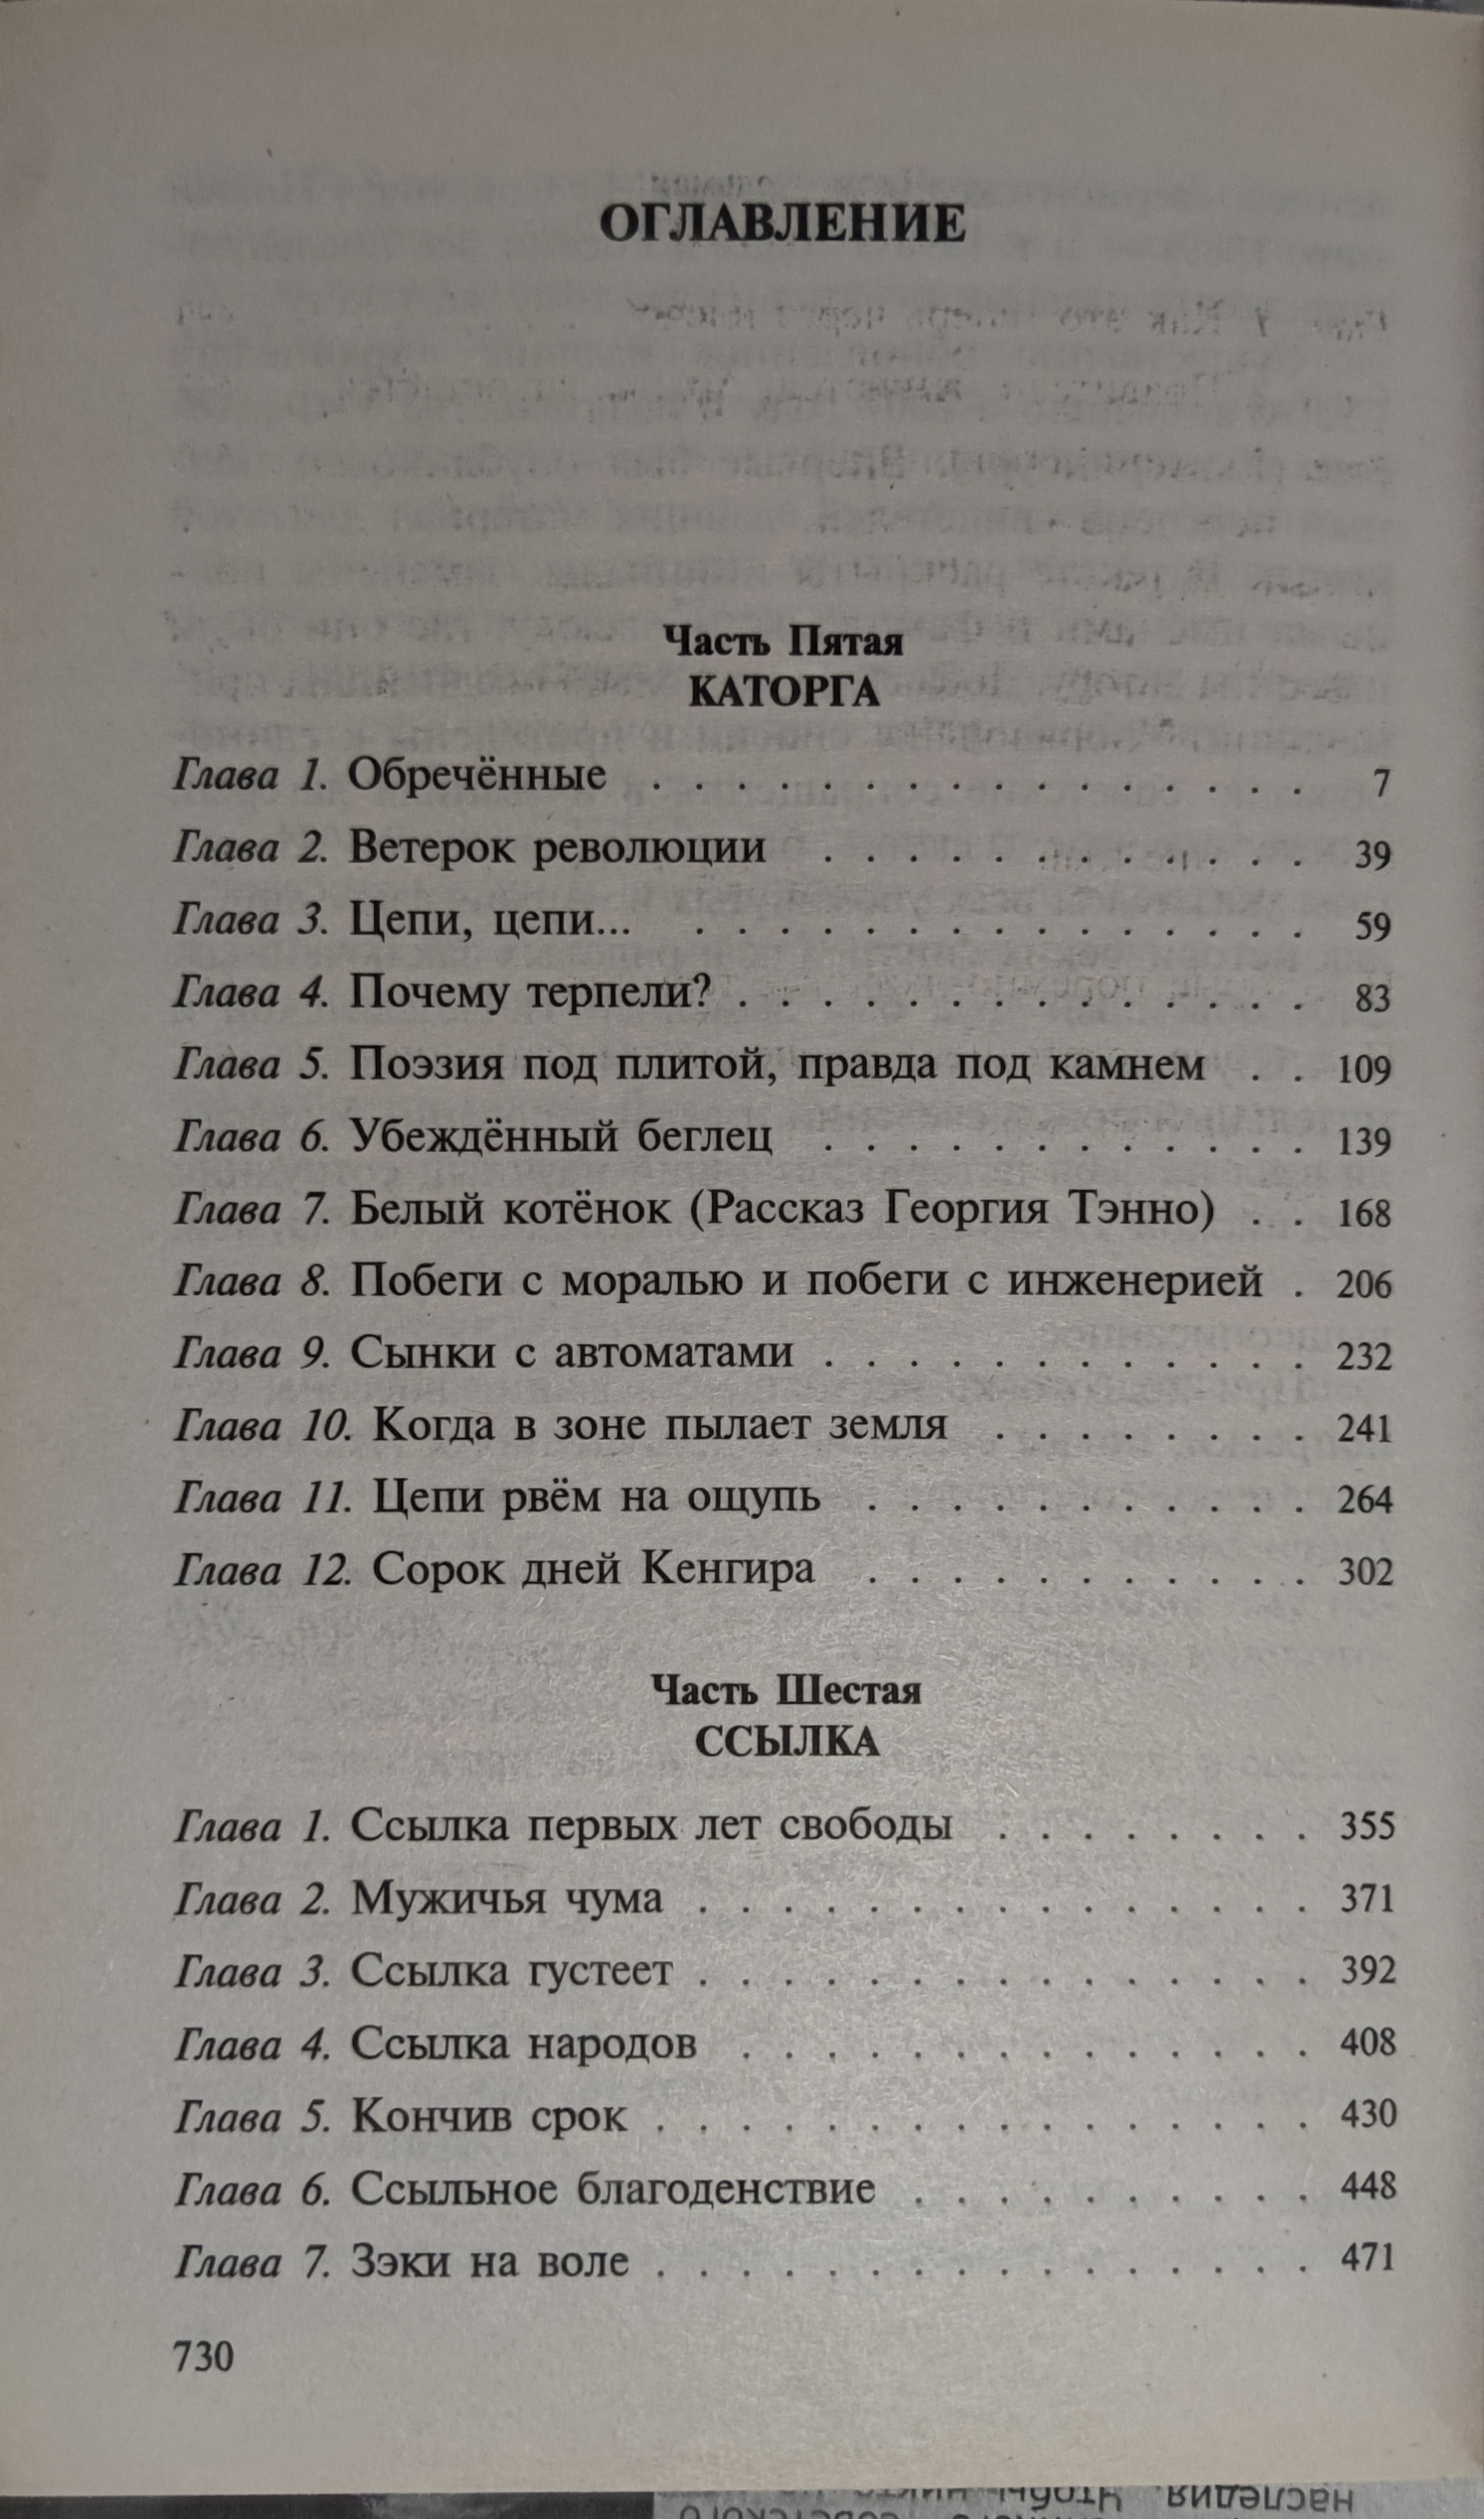 ОГЛАВЛЕНИЕ
Часть Пятая
КАТОРГА
Глава 1. Обречённые . . . . . . . . . . . . . . . . 7
Глава 2. Ветерок революции . . . . . . . . . . . . 39
Глава 3. Цепи, цепи... . . . . . . . . . . . . . . . 59
Глава 4. Почему терпели? . . . . . . . . . . . . . . 83
Глава 5. Поэзия под плитой, правда под камнем . . 109
Глава 6. Убеждённый беглец . . . . . . . . . . . . 139
Глава 7. Белый котёнок (Рассказ Георгия Тэнно) . . 168
Глава 8. Побеги с моралью и побеги с инженерией . 206
Глава 9. Сынки с автоматами . . . . . . . . . . . . 232
Глава 10. Когда в зоне пылает земля . . . . . . . . 241
Глава 11. Цепи рвём на ощупь . . . . . . . . . . . 264
Глава 12. Сорок дней Кенгира . . . . . . . . . . . 302
Часть Шестая
ССЫЛКА
Глава 1. Ссылка первых лет свободы . . . . . . . . 355
Глава 2. Мужичья чума . . . . . . . . . . . . . . . 371
Глава 3. Ссылка густеет . . . . . . . . . . . . . . . 392
Глава 4. Ссылка народов . . . . . . . . . . . . . . 408
Глава 5. Кончив срок . . . . . . . . . . . . . . . . 430
Глава 6. Ссыльное благоденствие . . . . . . . . . . 448
Глава 7. Зэки на воле . . . . . . . . . . . . . . . . 471
730
наследия чтобы никто